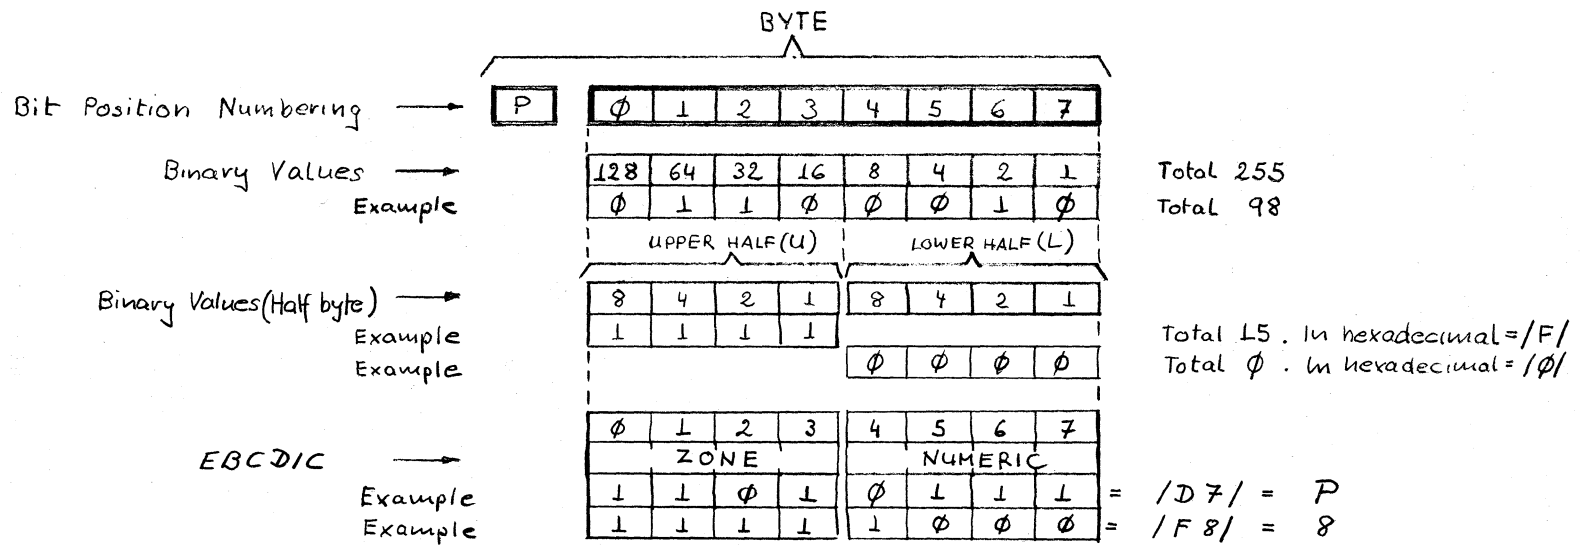 BYTE
Bit Position Numbering P φ 1 2 3 4 5 6 7
Binary Values 128 64 32 16 8 4 2 1 Total 255
Example φ 1 1 φ φ φ 1 φ Total 98
UPPER HALF(U) LOWER HALF(L)
Binary Values(Half byte) 8 4 2 1 8 4 2 1
Example 1 1 1 1 Total 15. In hexadecimal=/F/
Example φ φ φ φ Total φ. In hexadecimal=/φ/
φ 1 2 3 4 5 6 7
EBCDIC ZONE NUMERIC
Example 1 1 φ 1 φ 1 1 1 = /D7/ = P
Example 1 1 1 1 1 φ φ φ = /F8/ = 8